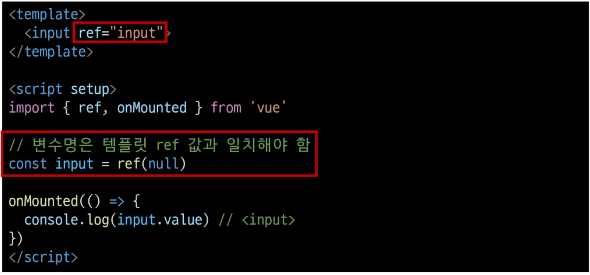 <template>
  <input ref="input">
</template>
<script setup>
import { ref, onMounted } from 'vue’
// 변수명은 템플릿 ref 값과 일치해야 함
const input = ref(null)
onMounted(() => {
  console.log(input.value) // <input>
})
</script>